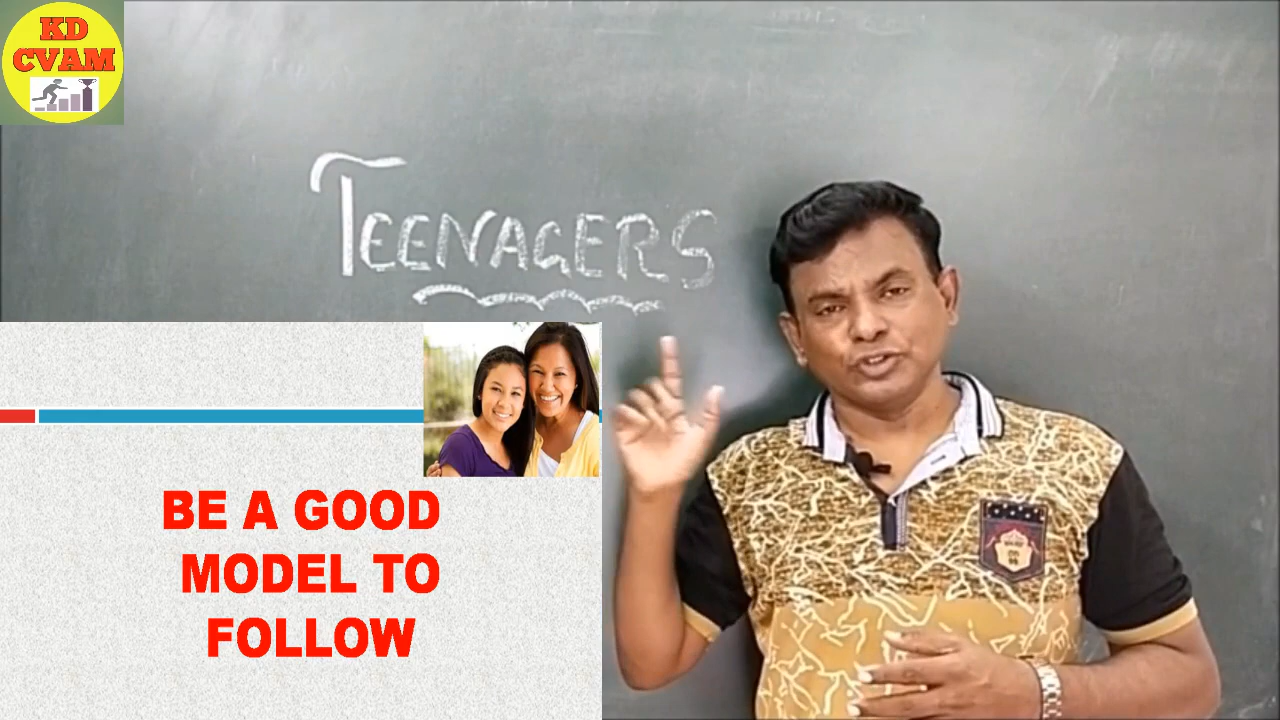 KD
CVAM
TEENAGERS
BE A GOOD
MODEL TO
FOLLOW